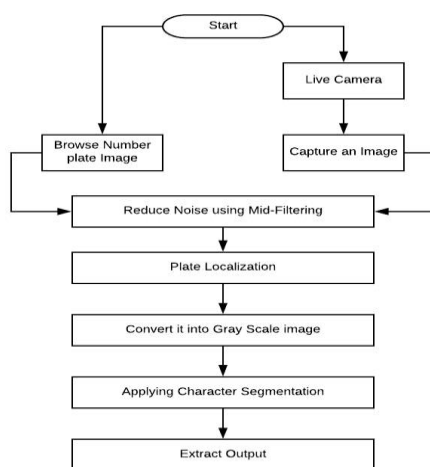 Start
Live Camera
Browse Number
plate Image
Capture an Image
Reduce Noise using Mid-Filtering
Plate Localization
Convert it into Gray Scale image
Applying Character Segmentation
Extract Output